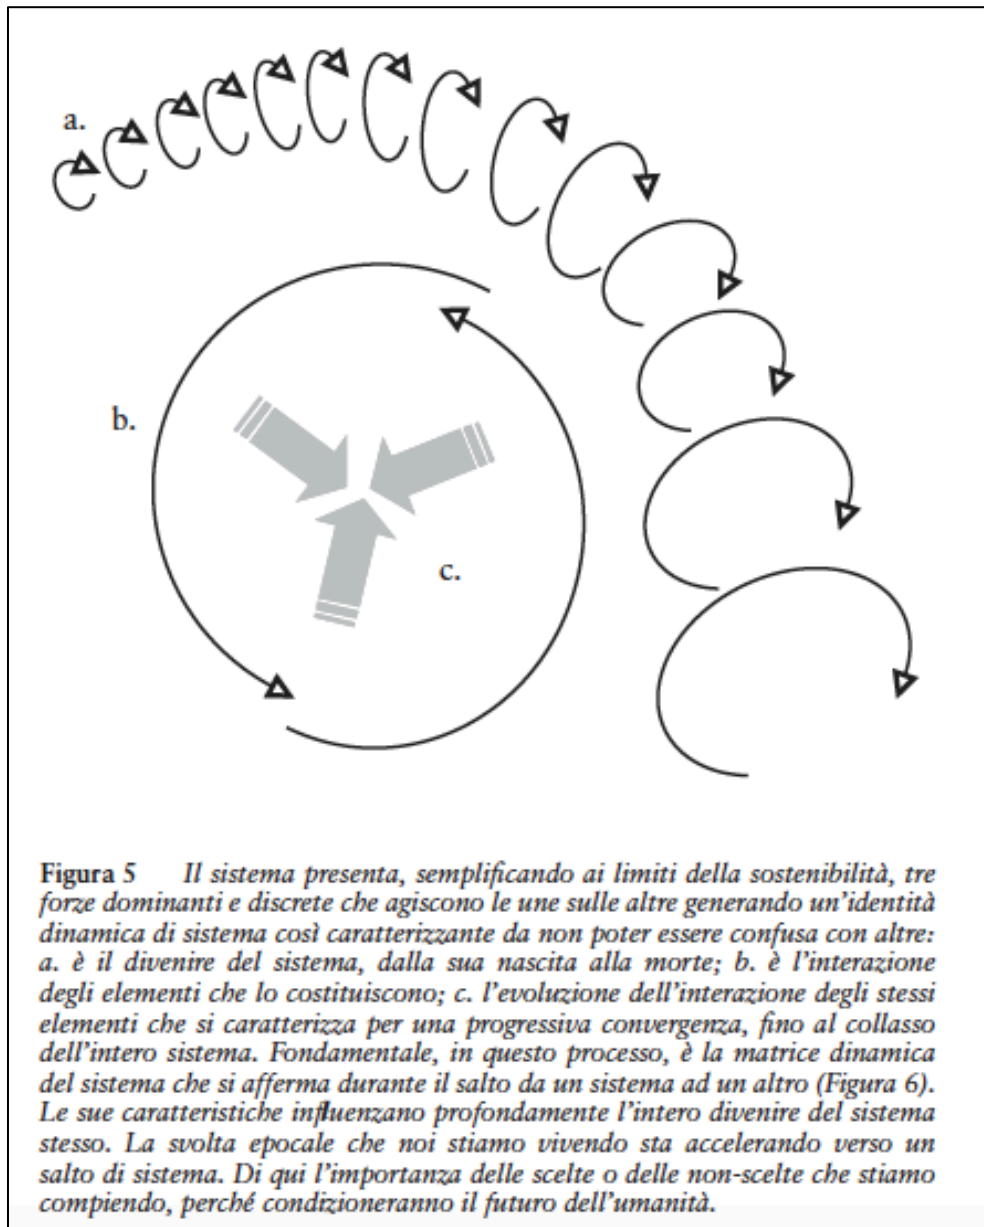 a.
b.
c.
Figura 5 Il sistema presenta, semplificando ai limiti della sostenibilità, tre
forze dominanti e discrete che agiscono le une sulle altre generando un'identità
dinamica di sistema così caratterizzante da non poter essere confusa con altre:
a. è il divenire del sistema, dalla sua nascita alla morte; b. è l'interazione
degli elementi che lo costituiscono; c. l'evoluzione dell'interazione degli stessi
elementi che si caratterizza per una progressiva convergenza, fino al collasso
dell'intero sistema. Fondamentale, in questo processo, è la matrice dinamica
del sistema che si afferma durante il salto da un sistema ad un altro (Figura 6).
Le sue caratteristiche influenzano profondamente l'intero divenire del sistema
stesso. La svolta epocale che noi stiamo vivendo sta accelerando verso un
salto di sistema. Di qui l'importanza delle scelte o delle non-scelte che stiamo
compiendo, perché condizioneranno il futuro dell'umanità.